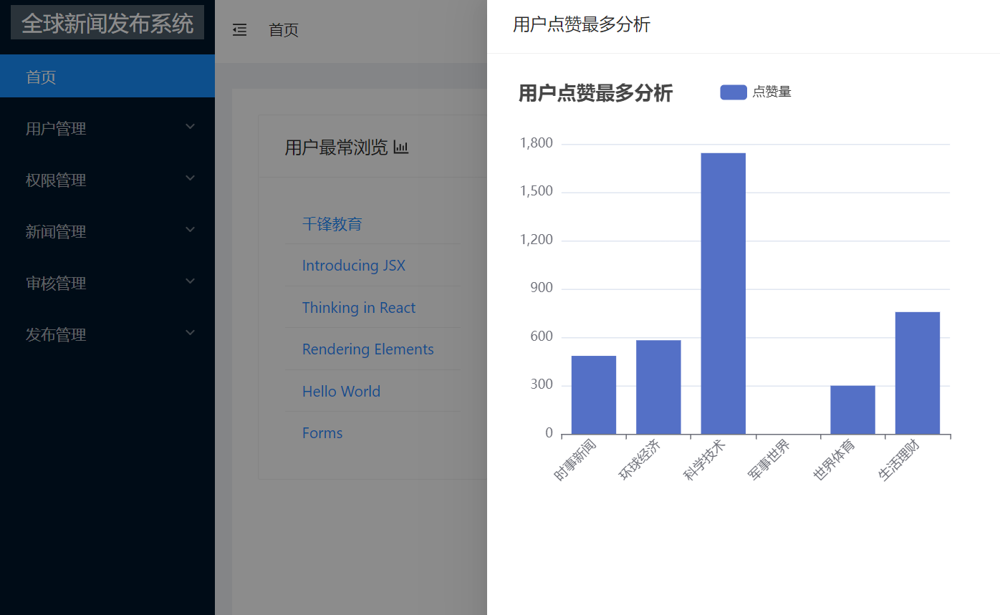 全球新闻发布系统
首页
用户管理
权限管理
新闻管理
审核管理
发布管理
首页
用户最常浏览
千锋教育
Introducing JSX
Thinking in React
Rendering Elements
Hello World
Forms
用户点赞最多分析
用户点赞最多分析
点赞量
1,800
1,500
1,200
900
600
300
0
时事新闻
环球经济
科学技术
军事世界
世界体育
生活理财